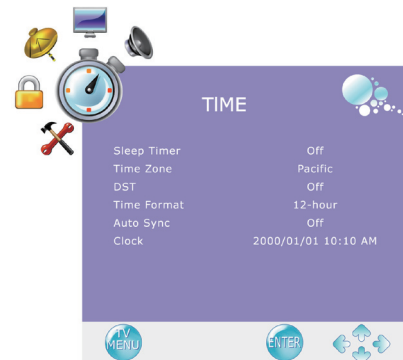 TIME
Sleep Timer Off
Time Zone Pacific
DST Off
Time Format 12-hour
Auto Sync Off
Clock 2000/01/01 10:10 AM
TV
MENU ENTER